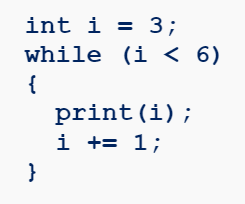 int i = 3;
while (i < 6)
{
  print(i);
  i += 1;
}